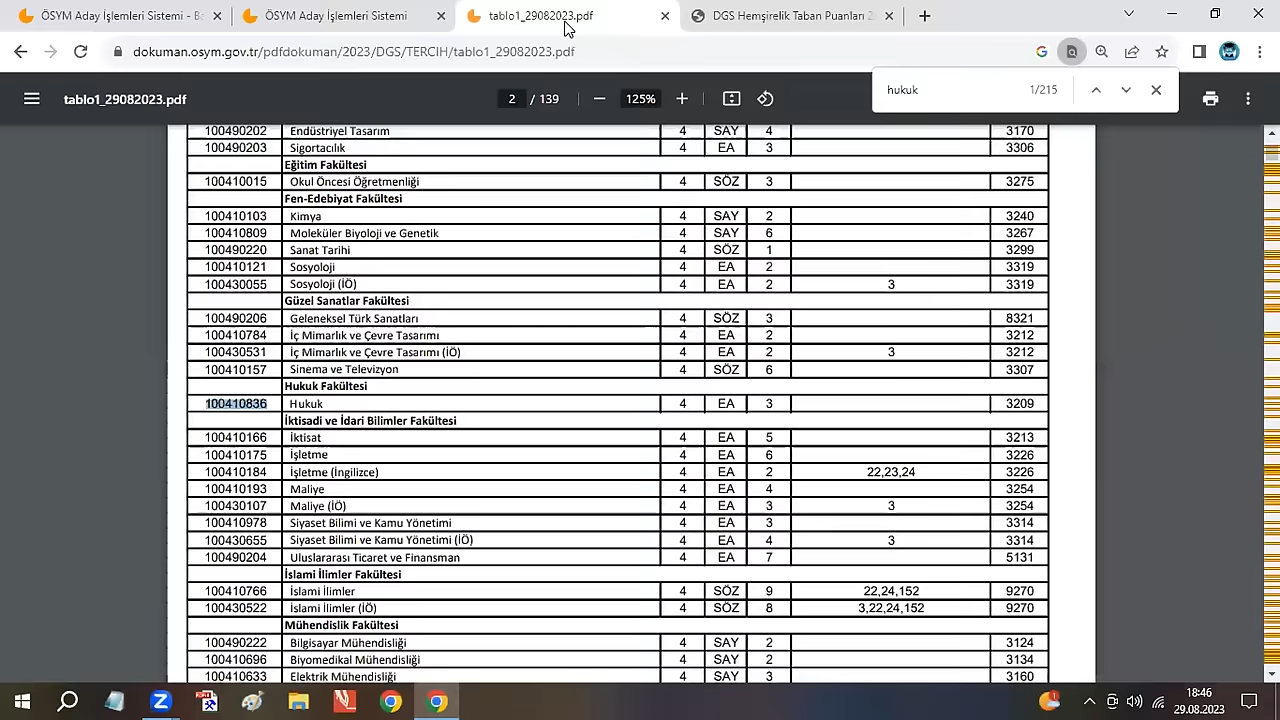 ÖSYM Aday İşlemleri Sistemi - Ba
ÖSYM Aday İşlemleri Sistemi
tablo1_29082023.pdf
DGS Hemşirelik Taban Puanları 20
dokuman.osym.gov.tr/pdfdokuman/2023/DGS/TERCIH/tablo1_29082023.pdf
hukuk 1/215
tablo1_29082023.pdf 2 / 139 125%
100490202 Endüstriyel Tasarım 4 SAY 4 3170
100490203 Sigortacılık 4 EA 3 3306
Eğitim Fakültesi
100410015 Okul Öncesi Öğretmenliği 4 SÖZ 3 3275
Fen-Edebiyat Fakültesi
100410103 Kimya 4 SAY 2 3240
100410809 Moleküler Biyoloji ve Genetik 4 SAY 6 3267
100490220 Sanat Tarihi 4 SÖZ 1 3299
100410121 Sosyoloji 4 EA 2 3319
100430055 Sosyoloji (İÖ) 4 EA 2 3 3319
Güzel Sanatlar Fakültesi
100490206 Geleneksel Türk Sanatları 4 SÖZ 3 8321
100410784 İç Mimarlık ve Çevre Tasarımı 4 EA 2 3212
100430531 İç Mimarlık ve Çevre Tasarımı (İÖ) 4 EA 2 3 3212
100410157 Sinema ve Televizyon 4 SÖZ 6 3307
Hukuk Fakültesi
100410836 Hukuk 4 EA 3 3209
İktisadi ve İdari Bilimler Fakültesi
100410166 İktisat 4 EA 5 3213
100410175 İşletme 4 EA 6 3226
100410184 İşletme (İngilizce) 4 EA 2 22,23,24 3226
100410193 Maliye 4 EA 4 3254
100430107 Maliye (İÖ) 4 EA 3 3 3254
100410978 Siyaset Bilimi ve Kamu Yönetimi 4 EA 3 3314
100430655 Siyaset Bilimi ve Kamu Yönetimi (İÖ) 4 EA 4 3 3314
100490204 Uluslararası Ticaret ve Finansman 4 EA 7 5131
İslami İlimler Fakültesi
100410766 İslami İlimler 4 SÖZ 9 22,24,152 9270
100430522 İslami İlimler (İÖ) 4 SÖZ 8 3,22,24,152 9270
Mühendislik Fakültesi
100490222 Bilgisayar Mühendisliği 4 SAY 2 3124
100410696 Biyomedikal Mühendisliği 4 SAY 2 3134
100410633 Elektrik Mühendisliği 4 SAY 3 3160
18:46
29.08.2023